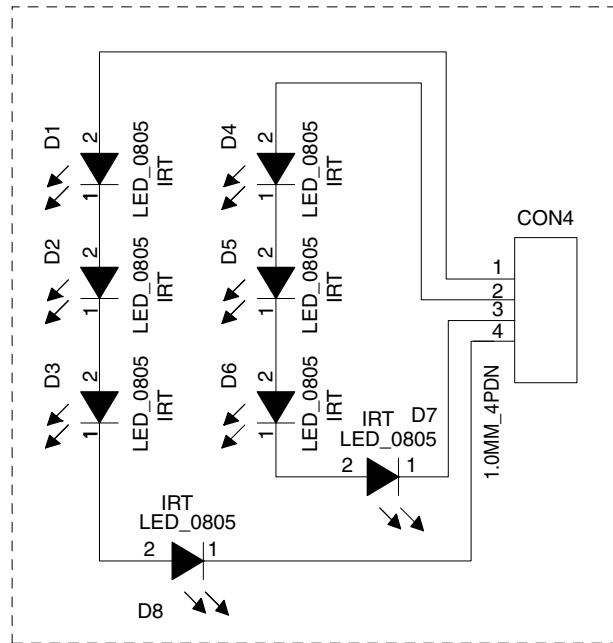 D1
2
1
LED_0805
IRT
D4
2
1
LED_0805
IRT
CON4
1
2
3
4
1.0MM_4PDN
D2
2
1
LED_0805
IRT
D5
2
1
LED_0805
IRT
D3
2
1
LED_0805
IRT
D6
2
1
LED_0805
IRT
IRT
D7
LED_0805
2
1
IRT
LED_0805
2
1
D8